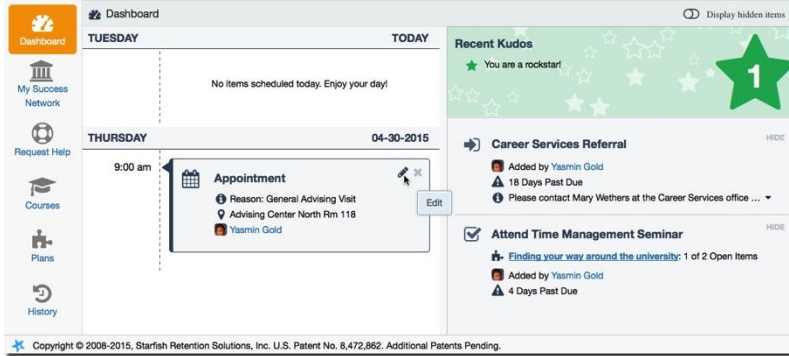 Dashboard
Display hidden items
Dashboard
My Success
Network
Request Help
Courses
Plans
History
TUESDAY
TODAY
No items scheduled today. Enjoy your day!
THURSDAY
04-30-2015
9:00 am
Appointment
Reason: General Advising Visit
Advising Center North Rm 118
Yasmin Gold
Edit
Recent Kudos
You are a rockstar!
1
Career Services Referral
HIDE
Added by Yasmin Gold
18 Days Past Due
Please contact Mary Wethers at the Career Services office ...
Attend Time Management Seminar
HIDE
Finding your way around the university: 1 of 2 Open Items
Added by Yasmin Gold
4 Days Past Due
Copyright © 2008-2015, Starfish Retention Solutions, Inc. U.S. Patent No. 8,472,862. Additional Patents Pending.